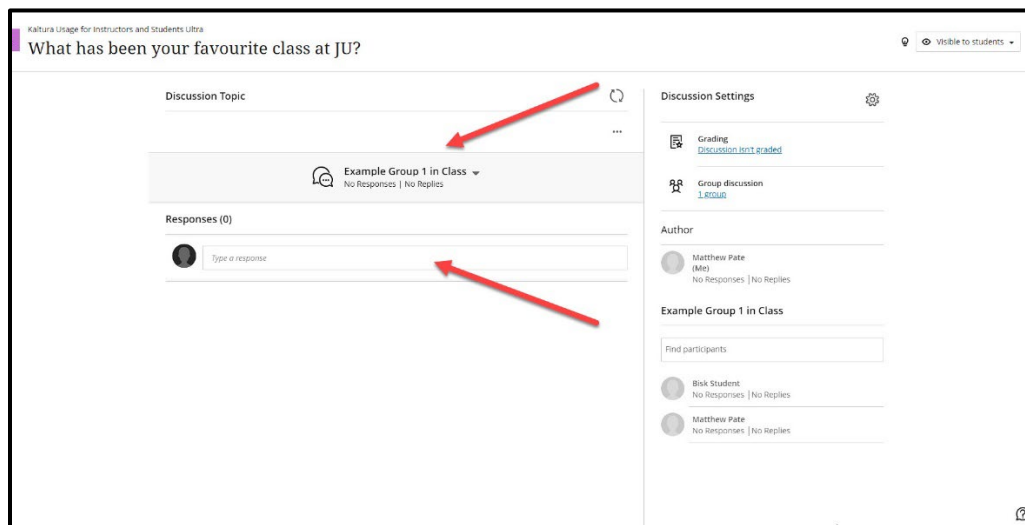 Kaltura Usage for Instructors and Students Ultra
What has been your favourite class at JU?
Visible to students
Discussion Topic
...
Example Group 1 in Class
No Responses | No Replies
Responses (0)
Type a response
Discussion Settings
Grading
Discussion isn't graded
Group discussion
1 group
Author
Matthew Pate
(Me)
No Responses | No Replies
Example Group 1 in Class
Find participants
Bisk Student
No Responses | No Replies
Matthew Pate
No Responses | No Replies